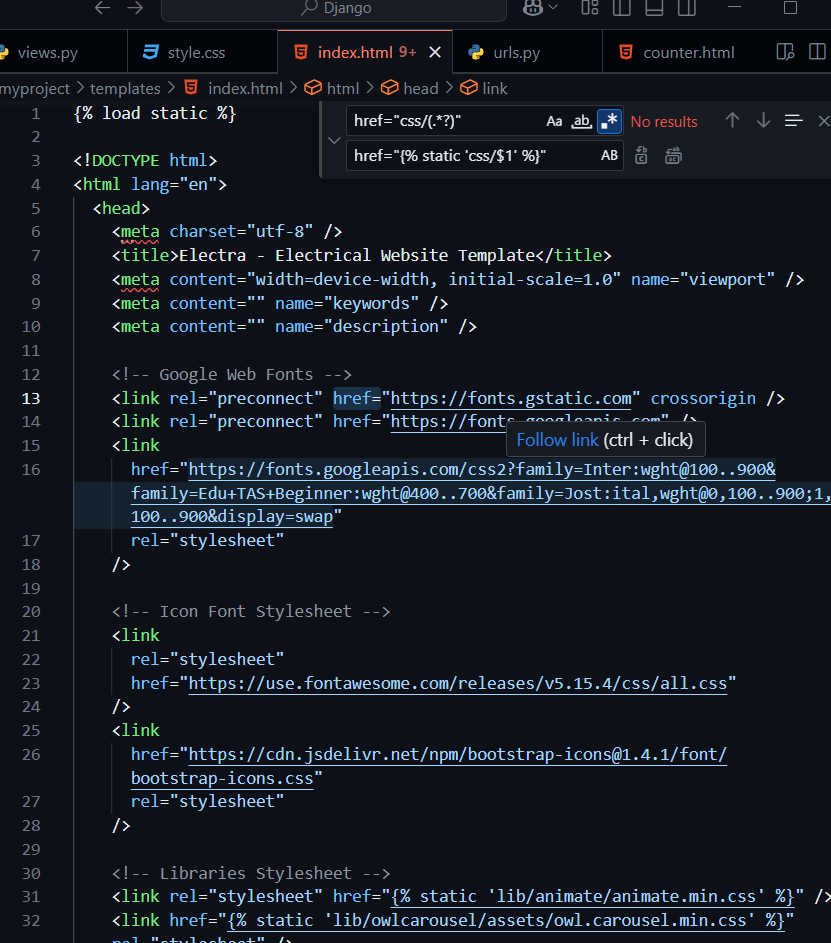 Django
views.py
style.css
index.html 9+
urls.py
counter.html
myproject > templates > index.html > html > head > link
href="css/(.*?)"
Aa
ab
.*
No results
href="{% static 'css/$1' %}"
AB
1 {% load static %}
2
3 <!DOCTYPE html>
4 <html lang="en">
5 <head>
6 <meta charset="utf-8" />
7 <title>Electra - Electrical Website Template</title>
8 <meta content="width=device-width, initial-scale=1.0" name="viewport" />
9 <meta content="" name="keywords" />
10 <meta content="" name="description" />
11
12 <!-- Google Web Fonts -->
13 <link rel="preconnect" href="https://fonts.gstatic.com" crossorigin />
14 <link rel="preconnect" href="https://fonts.googleapis.com" />
Follow link (ctrl + click)
15 <link
16 href="https://fonts.googleapis.com/css2?family=Inter:wght@100..900&
family=Edu+TAS+Beginner:wght@400..700&family=Jost:ital,wght@0,100..900;1,
100..900&display=swap"
17 rel="stylesheet"
18 />
19
20 <!-- Icon Font Stylesheet -->
21 <link
22 rel="stylesheet"
23 href="https://use.fontawesome.com/releases/v5.15.4/css/all.css"
24 />
25 <link
26 href="https://cdn.jsdelivr.net/npm/bootstrap-icons@1.4.1/font/
bootstrap-icons.css"
27 rel="stylesheet"
28 />
29
30 <!-- Libraries Stylesheet -->
31 <link rel="stylesheet" href="{% static 'lib/animate/animate.min.css' %}" />
32 <link href="{% static 'lib/owlcarousel/assets/owl.carousel.min.css' %}"
rel="stylesheet" />